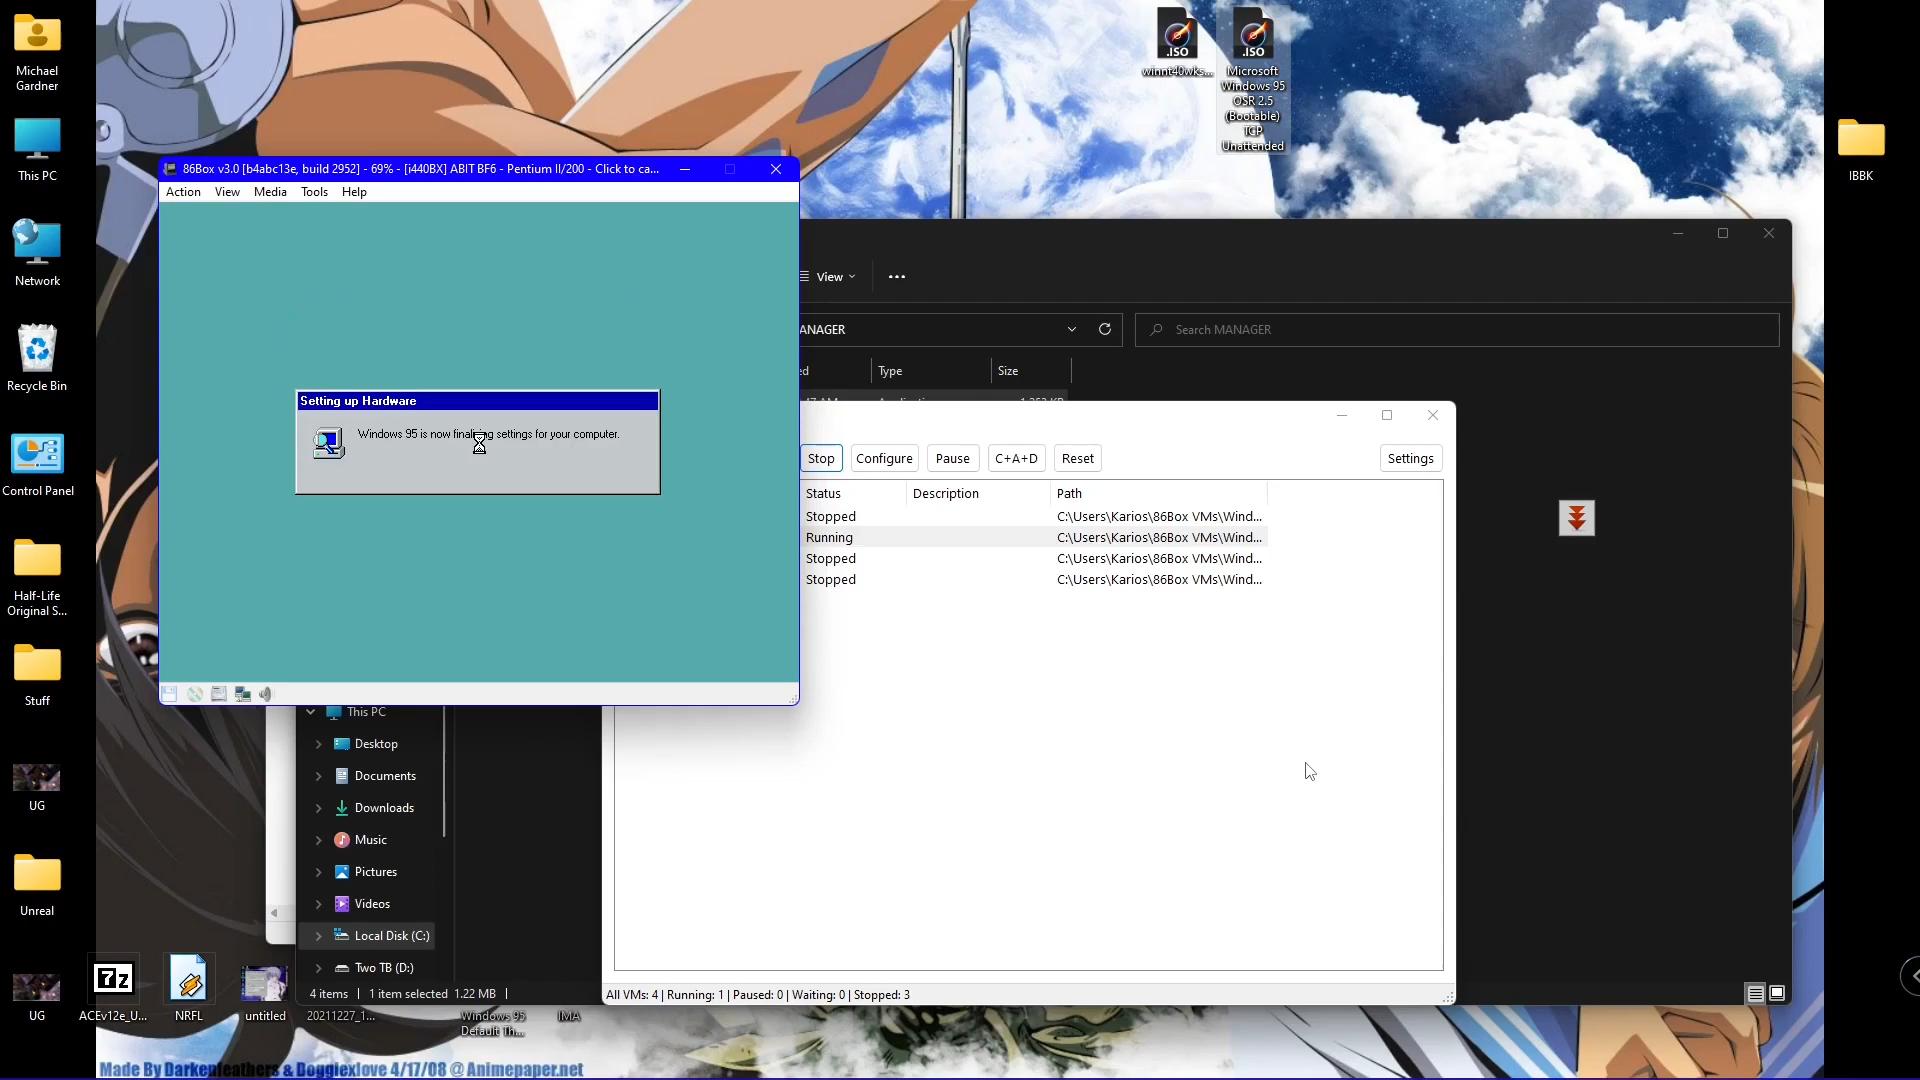 Michael
Gardner
This PC
Network
Recycle Bin
Control Panel
Half-Life
Original S...
Stuff
UG
Unreal
UG
ACEv12e_U...
NRFL
untitled
20211227_1...
Windows 95
Default Th...
IMA
.ISO
winnt40wks...
.ISO
Microsoft
Windows 95
OSR 2.5
(Bootable)
TCP
Unattended
IBBK
86Box v3.0 [b4abc13e, build 2952] - 69% - [i440BX] ABIT BF6 - Pentium II/200 - Click to ca...
Action View Media Tools Help
Setting up Hardware
Windows 95 is now finalizing settings for your computer.
View
ANAGER
Search MANAGER
ed Type Size
Stop Configure Pause C+A+D Reset Settings
Status Description Path
Stopped C:\Users\Karios\86Box VMs\Wind...
Running C:\Users\Karios\86Box VMs\Wind...
Stopped C:\Users\Karios\86Box VMs\Wind...
Stopped C:\Users\Karios\86Box VMs\Wind...
This PC
Desktop
Documents
Downloads
Music
Pictures
Videos
Local Disk (C:)
Two TB (D:)
4 items 1 item selected 1.22 MB
All VMs: 4 | Running: 1 | Paused: 0 | Waiting: 0 | Stopped: 3
7z
Made By Darkenfeathers & Doggiexlove 4/17/08 @ Animepaper.net